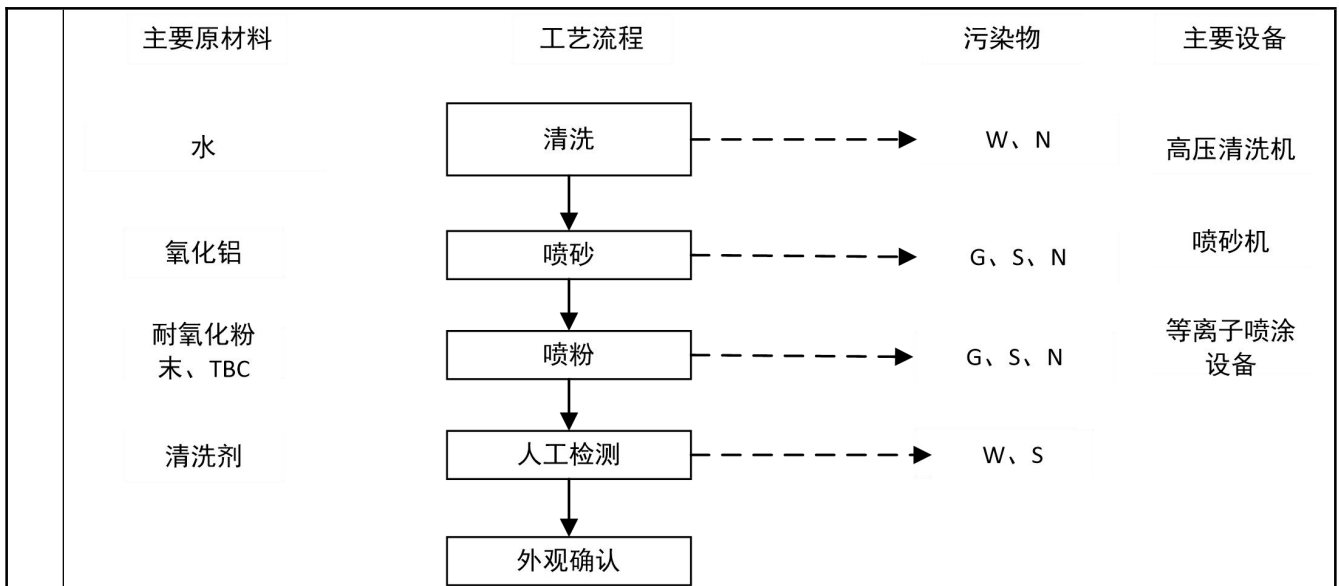 主要原材料 工艺流程 污染物 主要设备
水 清洗 W、N 高压清洗机
氧化铝 喷砂 G、S、N 喷砂机
耐氧化粉
末、TBC
喷粉 G、S、N
等离子喷涂
设备
清洗剂 人工检测 W、S
外观确认